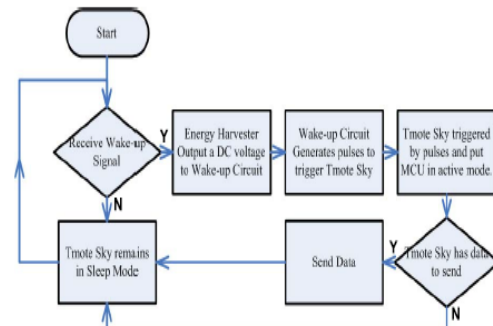 Start
Receive Wake-up
Signal
Y
N
Energy Harvester
Output a DC voltage
to Wake-up Circuit
Wake-up Circuit
Generates pulses to
trigger Tmote Sky
Tmote Sky triggered
by pulses and put
MCU in active mode.
Tmote Sky has data
to send
Y
N
Send Data
Tmote Sky remains
in Sleep Mode